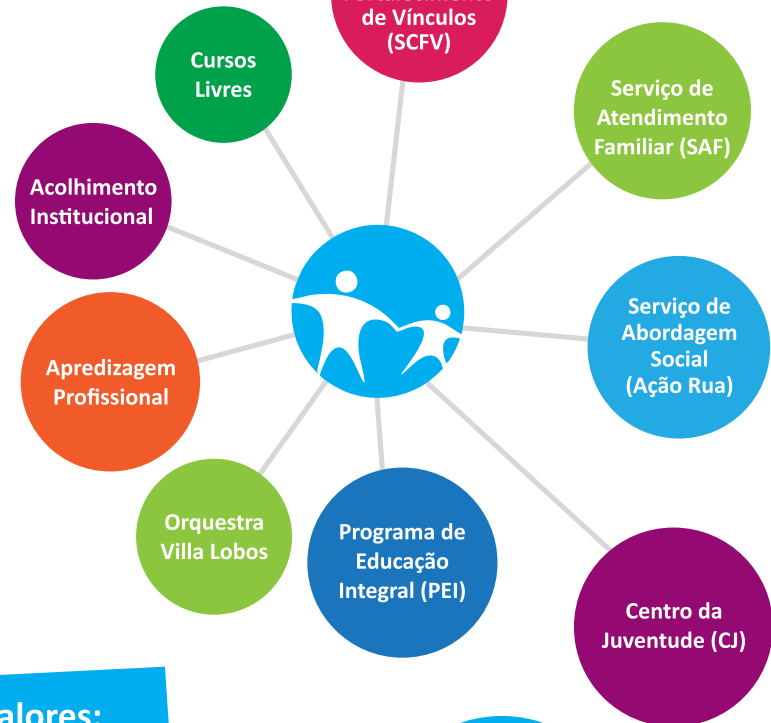 de Vínculos
(SCFV)
Cursos
Livres
Serviço de
Atendimento
Familiar (SAF)
Acolhimento
Institucional
Serviço de
Abordagem
Social
(Ação Rua)
Apredizagem
Profissional
Orquestra
Villa Lobos
Programa de
Educação
Integral (PEI)
Centro da
Juventude (CJ)
alores: